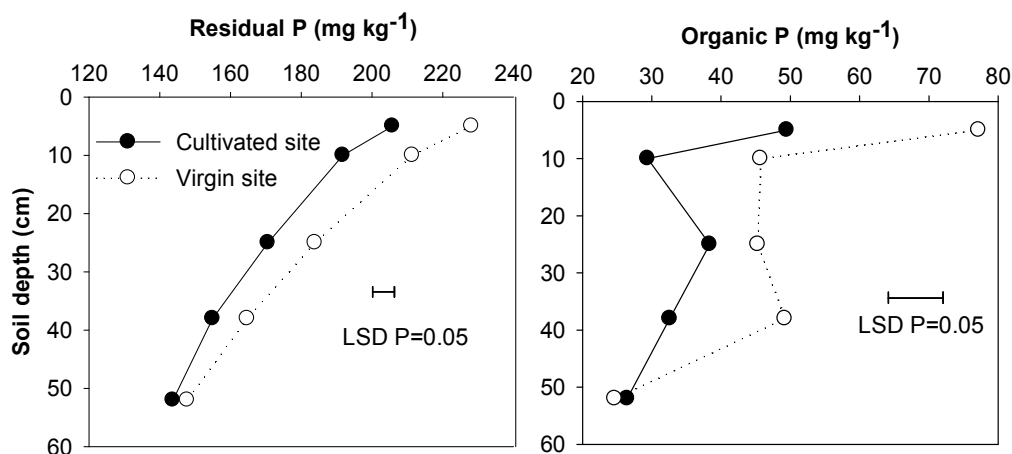 Residual P (mg kg-1)
120 140 160 180 200 220 240
0
10
20
30
40
50
60
Soil depth (cm)
Cultivated site
Virgin site
LSD P=0.05
Organic P (mg kg-1)
20 30 40 50 60 70 80
0
10
20
30
40
50
60
LSD P=0.05